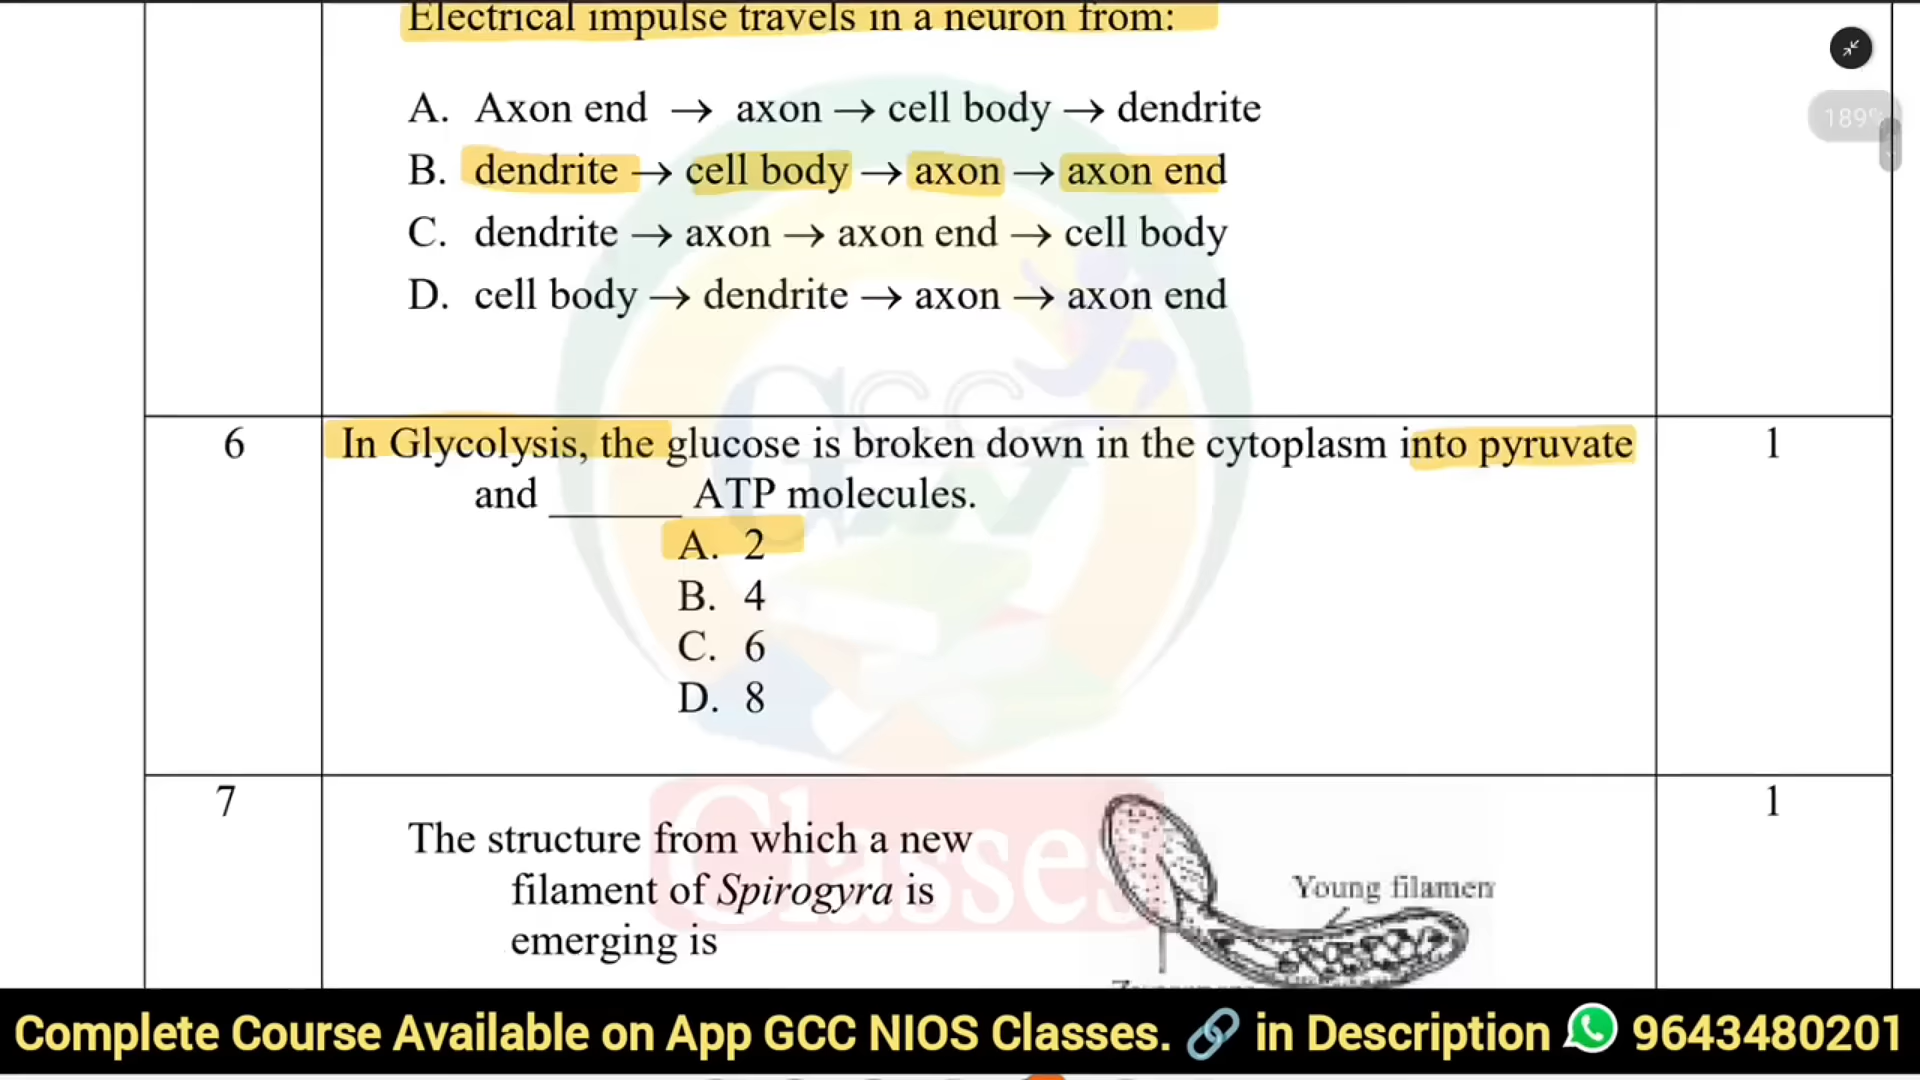 Electrical impulse travels in a neuron from:
189%
A. Axon end → axon → cell body → dendrite
B. dendrite → cell body → axon → axon end
C. dendrite → axon → axon end → cell body
D. cell body → dendrite → axon → axon end
GCC
6 In Glycolysis, the glucose is broken down in the cytoplasm into pyruvate 1
and ______ ATP molecules.
A. 2
B. 4
C. 6
D. 8
7 1
The structure from which a new
filament of Spirogyra is
emerging is
Young filamen
Classes
Complete Course Available on App GCC NIOS Classes. 🔗 in Description 9643480201